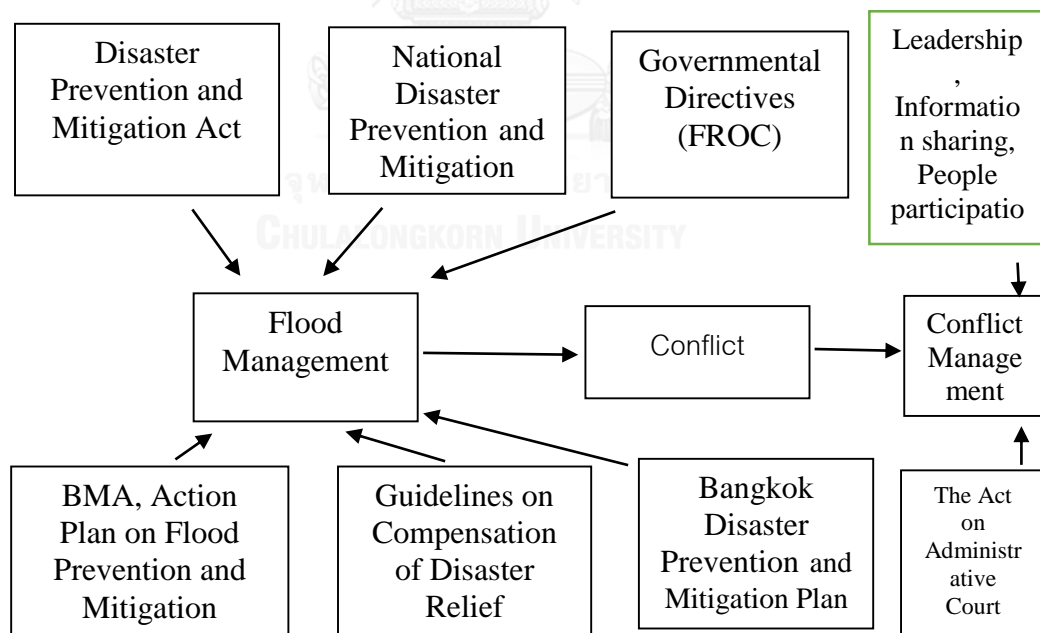 Disaster
Prevention and
Mitigation Act
National
Disaster
Prevention and
Mitigation
Governmental
Directives
(FROC)
Leadership
,
Informatio
n sharing,
People
participatio
CHULALONGKORN UNIVERSITY
Flood
Management
Conflict
Conflict
Manage
ment
BMA, Action
Plan on Flood
Prevention and
Mitigation
Guidelines on
Compensation
of Disaster
Relief
Bangkok
Disaster
Prevention and
Mitigation Plan
The Act
on
Administr
ative
Court